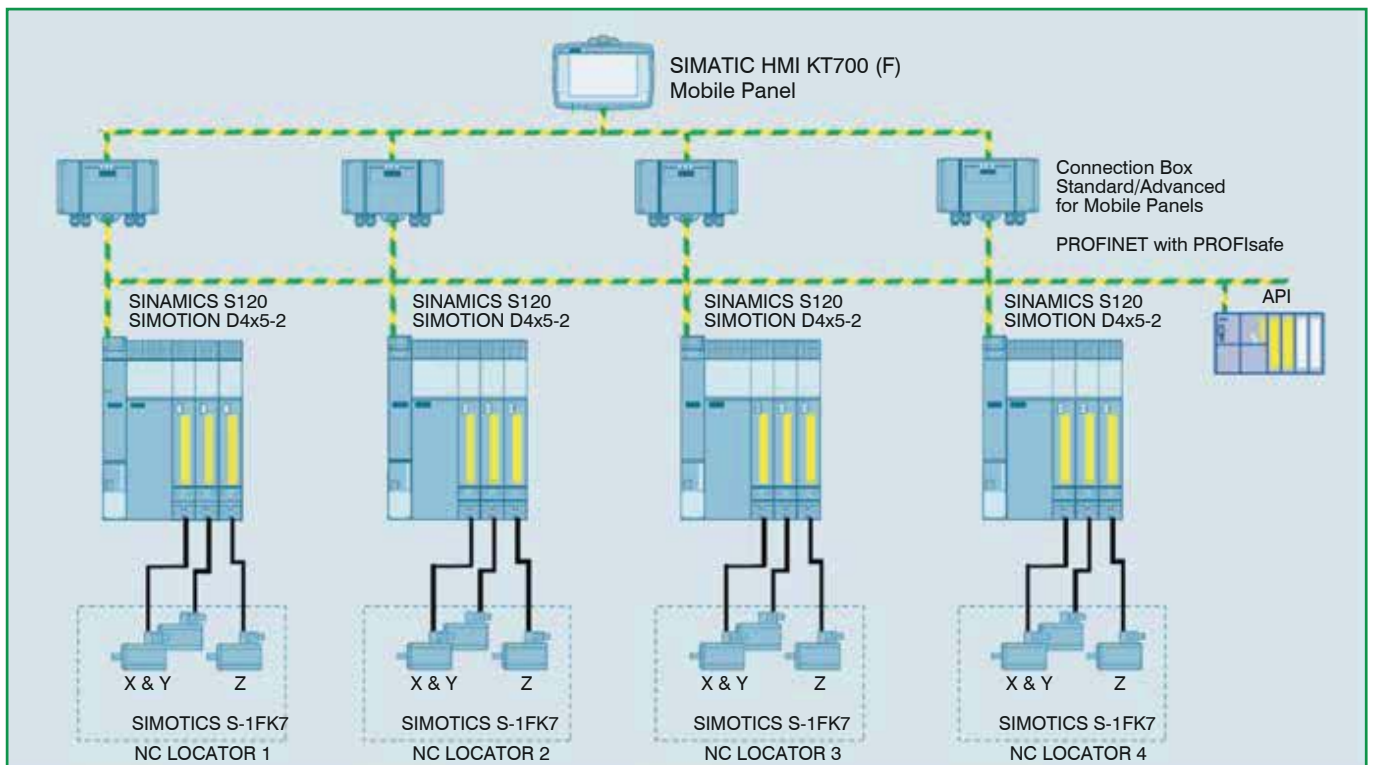 SIMATIC HMI KT700 (F)
Mobile Panel
Connection Box
Standard/Advanced
for Mobile Panels
PROFINET with PROFIsafe
SINAMICS S120
SIMOTION D4x5-2
SINAMICS S120
SIMOTION D4x5-2
SINAMICS S120
SIMOTION D4x5-2
SINAMICS S120
SIMOTION D4x5-2
API
X & Y
Z
X & Y
Z
X & Y
Z
X & Y
Z
SIMOTICS S-1FK7
SIMOTICS S-1FK7
SIMOTICS S-1FK7
SIMOTICS S-1FK7
NC LOCATOR 1
NC LOCATOR 2
NC LOCATOR 3
NC LOCATOR 4